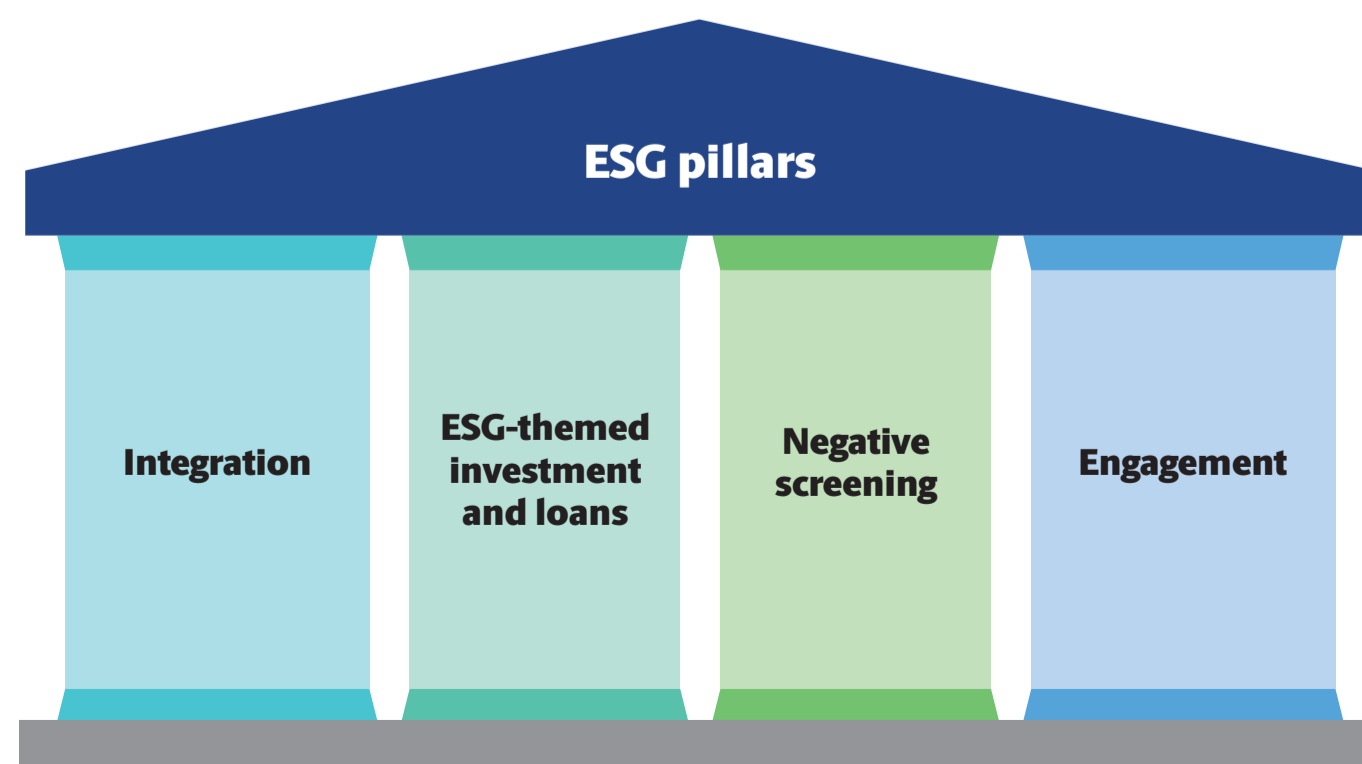 ESG pillars
Integration
ESG-themed
investment
and loans
Negative
screening
Engagement